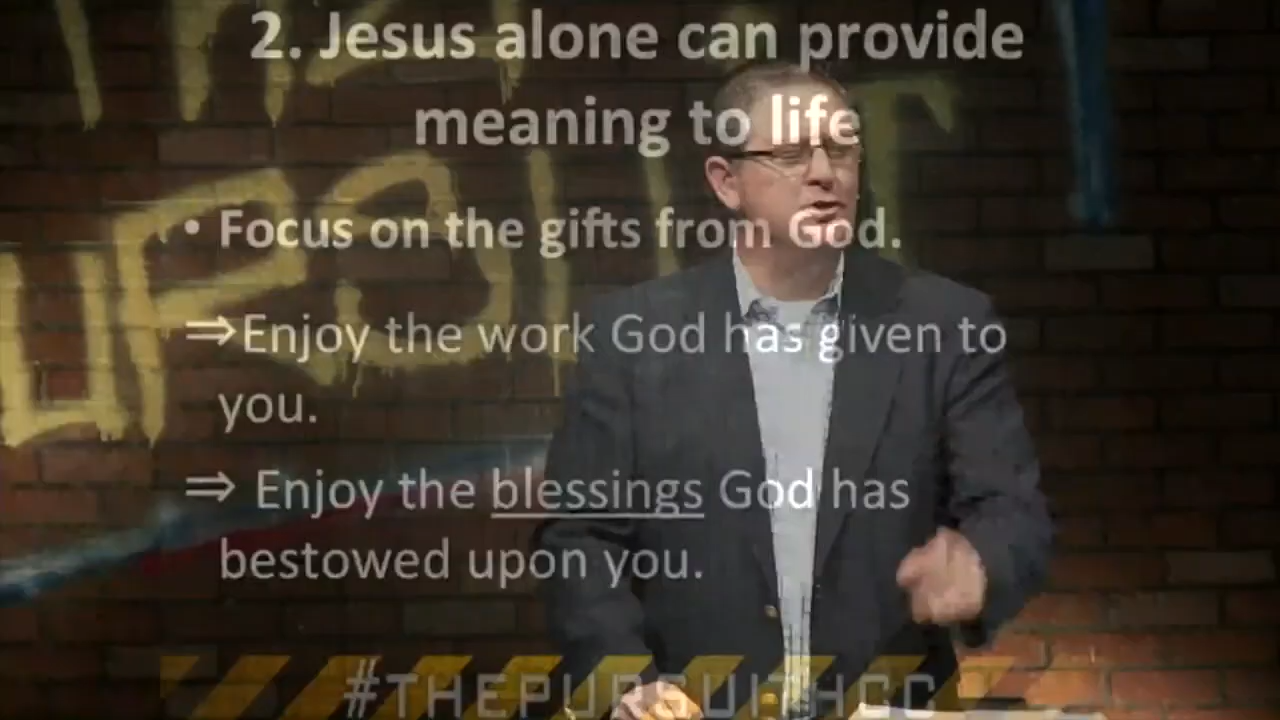 2. Jesus alone can provide
meaning to life
• Focus on the gifts from God.
⇒Enjoy the work God has given to
you.
⇒ Enjoy the blessings God has
bestowed upon you.
#THEPURSUITHCC